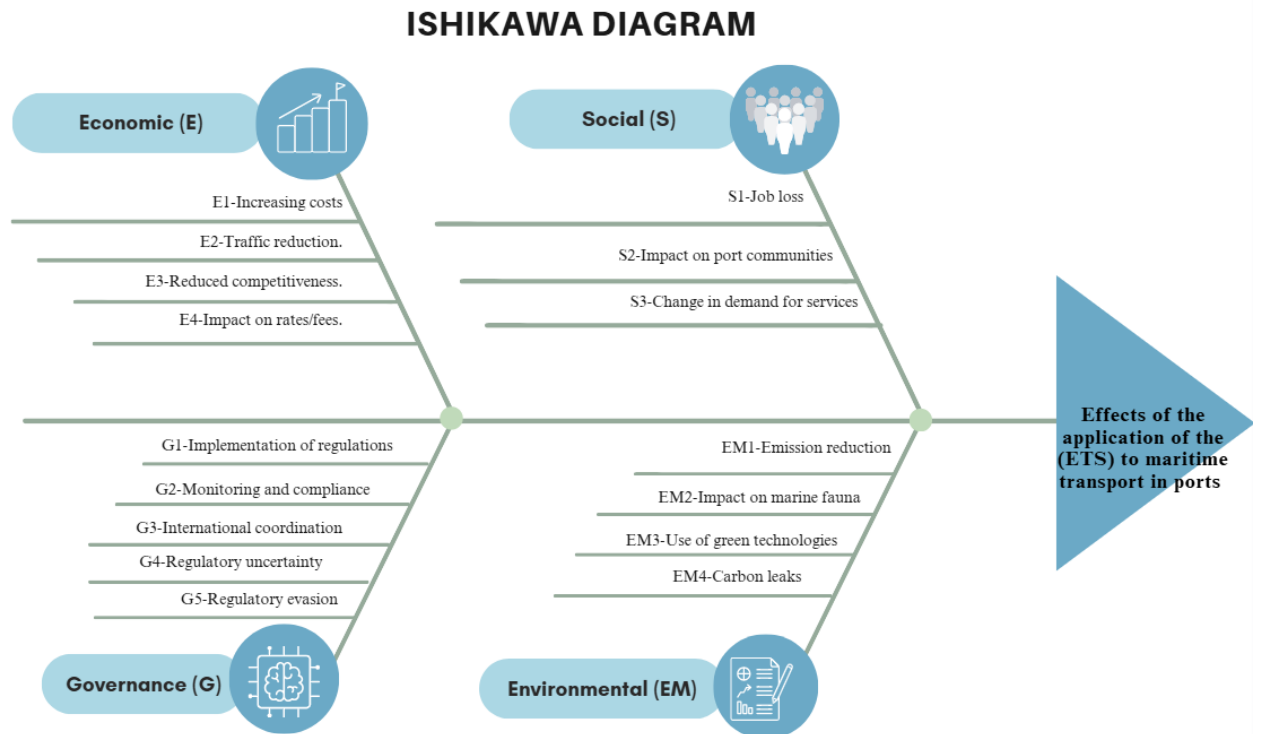 ISHIKAWA DIAGRAM
Economic (E)
E1-Increasing costs
E2-Traffic reduction.
E3-Reduced competitiveness.
E4-Impact on rates/fees.
Social (S)
S1-Job loss
S2-Impact on port communities
S3-Change in demand for services
G1-Implementation of regulations
G2-Monitoring and compliance
G3-International coordination
G4-Regulatory uncertainty
G5-Regulatory evasion
Governance (G)
EM1-Emission reduction
EM2-Impact on marine fauna
EM3-Use of green technologies
EM4-Carbon leaks
Environmental (EM)
Effects of the
application of the
(ETS) to maritime
transport in ports